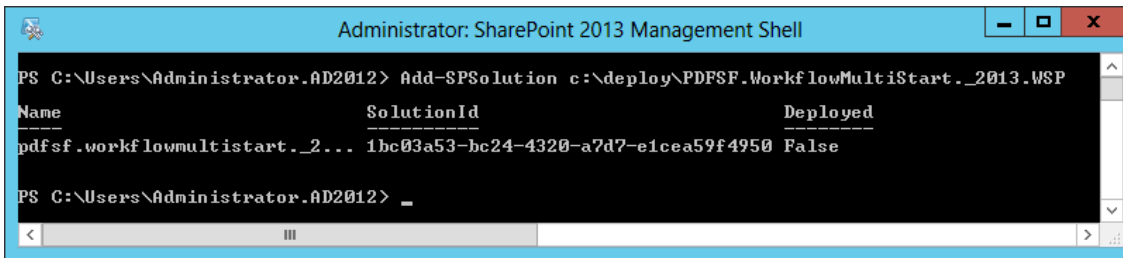 Administrator: SharePoint 2013 Management Shell
PS C:\Users\Administrator.AD2012> Add-SPSolution c:\deploy\PDFSF.WorkflowMultiStart._2013.WSP
Name SolutionId Deployed
---- ---------- --------
pdfsf.workflowmultistart._2... 1bc03a53-bc24-4320-a7d7-e1cea59f4950 False
PS C:\Users\Administrator.AD2012> _